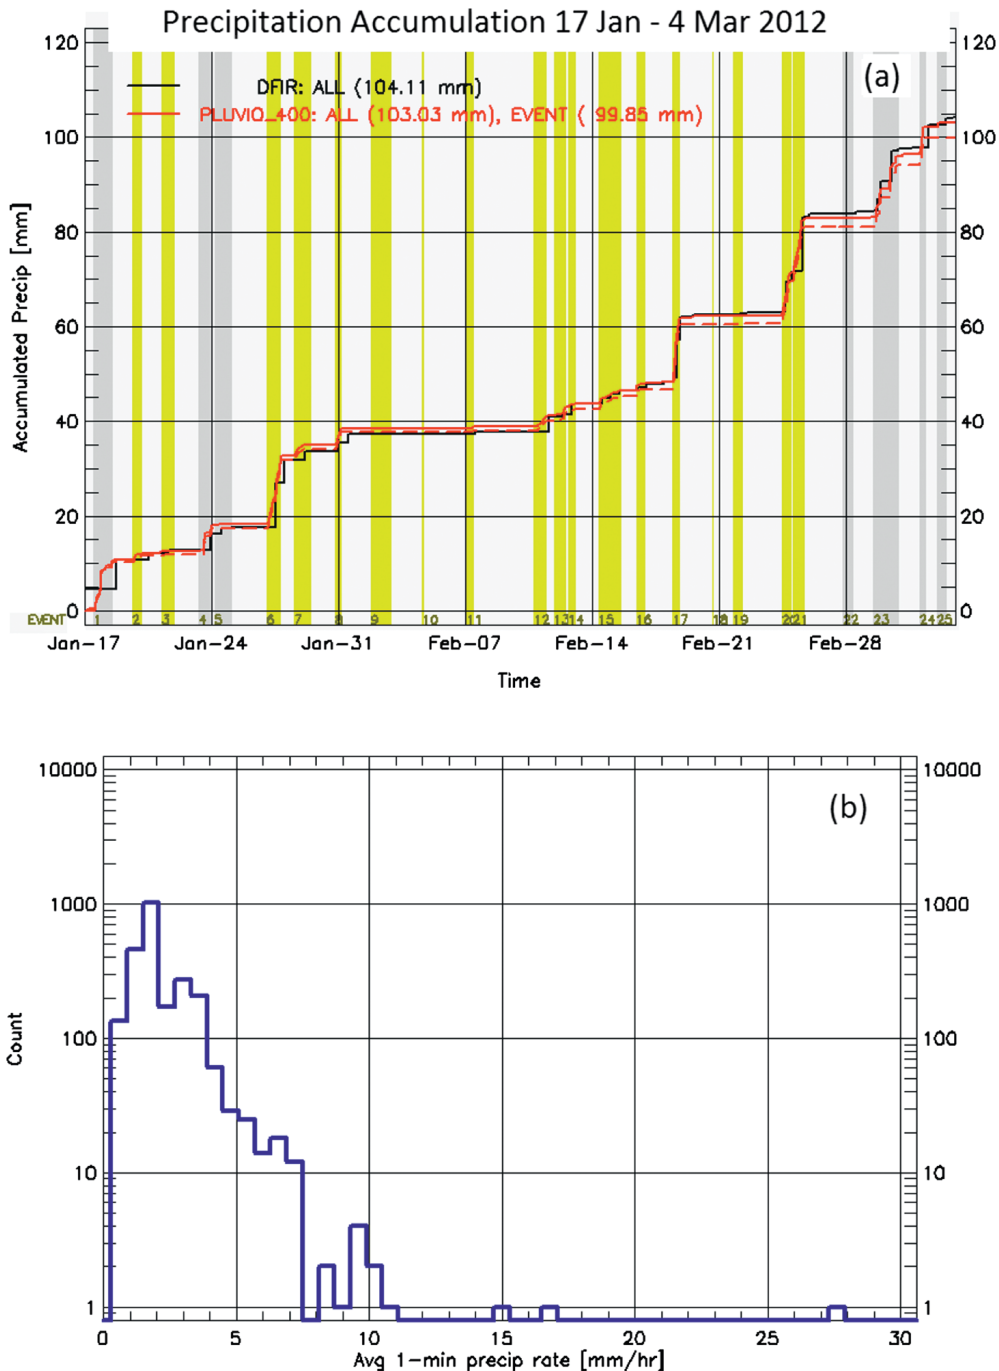 Precipitation Accumulation 17 Jan - 4 Mar 2012
120 120
(a)
DFIR: ALL (104.11 mm)
PLUVIO_400: ALL (103.03 mm), EVENT ( 99.85 mm)
100 100
80 80
60 60
40 40
20 20
0 0
Accumulated Precip [mm]
EVENT 1 2 3 4 5 6 7 8 9 10 11 12 13 14 15 16 17 18 19 20 21 22 23 24 25
Jan-17 Jan-24 Jan-31 Feb-07 Feb-14 Feb-21 Feb-28
Time
10000 10000
(b)
1000 1000
100 100
10 10
1 1
Count
0 5 10 15 20 25 30
Avg 1-min precip rate [mm/hr]